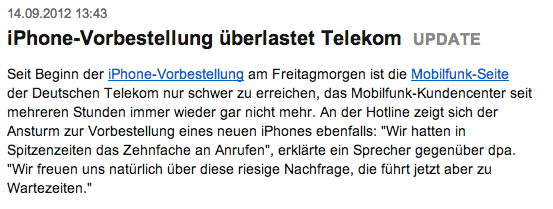 14.09.2012 13:43
iPhone-Vorbestellung überlastet Telekom UPDATE
Seit Beginn der iPhone-Vorbestellung am Freitagmorgen ist die Mobilfunk-Seite
der Deutschen Telekom nur schwer zu erreichen, das Mobilfunk-Kundencenter seit
mehreren Stunden immer wieder gar nicht mehr. An der Hotline zeigt sich der
Ansturm zur Vorbestellung eines neuen iPhones ebenfalls: "Wir hatten in
Spitzenzeiten das Zehnfache an Anrufen", erklärte ein Sprecher gegenüber dpa.
"Wir freuen uns natürlich über diese riesige Nachfrage, die führt jetzt aber zu
Wartezeiten."